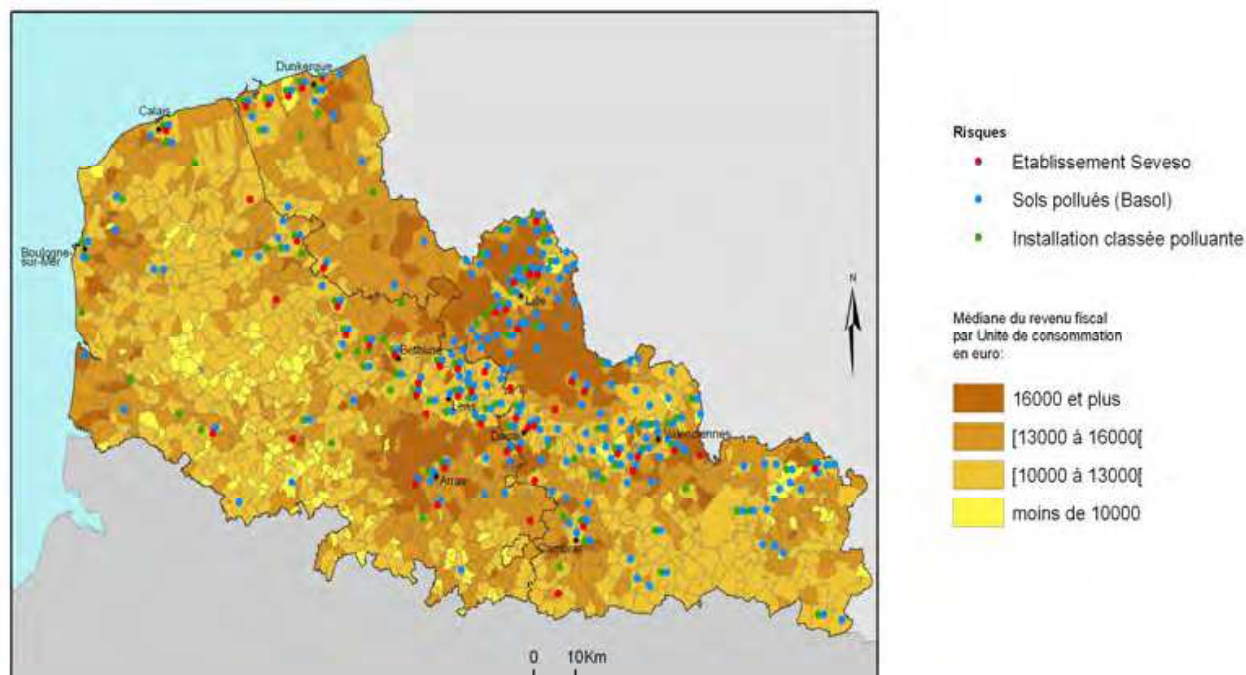 Dunkerque
Calais
Boulogne-
sur-Mer
Lille
Béthune
Lens
Douai
Valenciennes
Arras
Cambrai
N
0 10Km
Risques
Etablissement Seveso
Sols pollués (Basol)
Installation classée polluante
Médiane du revenu fiscal
par Unité de consommation
en euro:
16000 et plus
[13000 à 16000[
[10000 à 13000[
moins de 10000